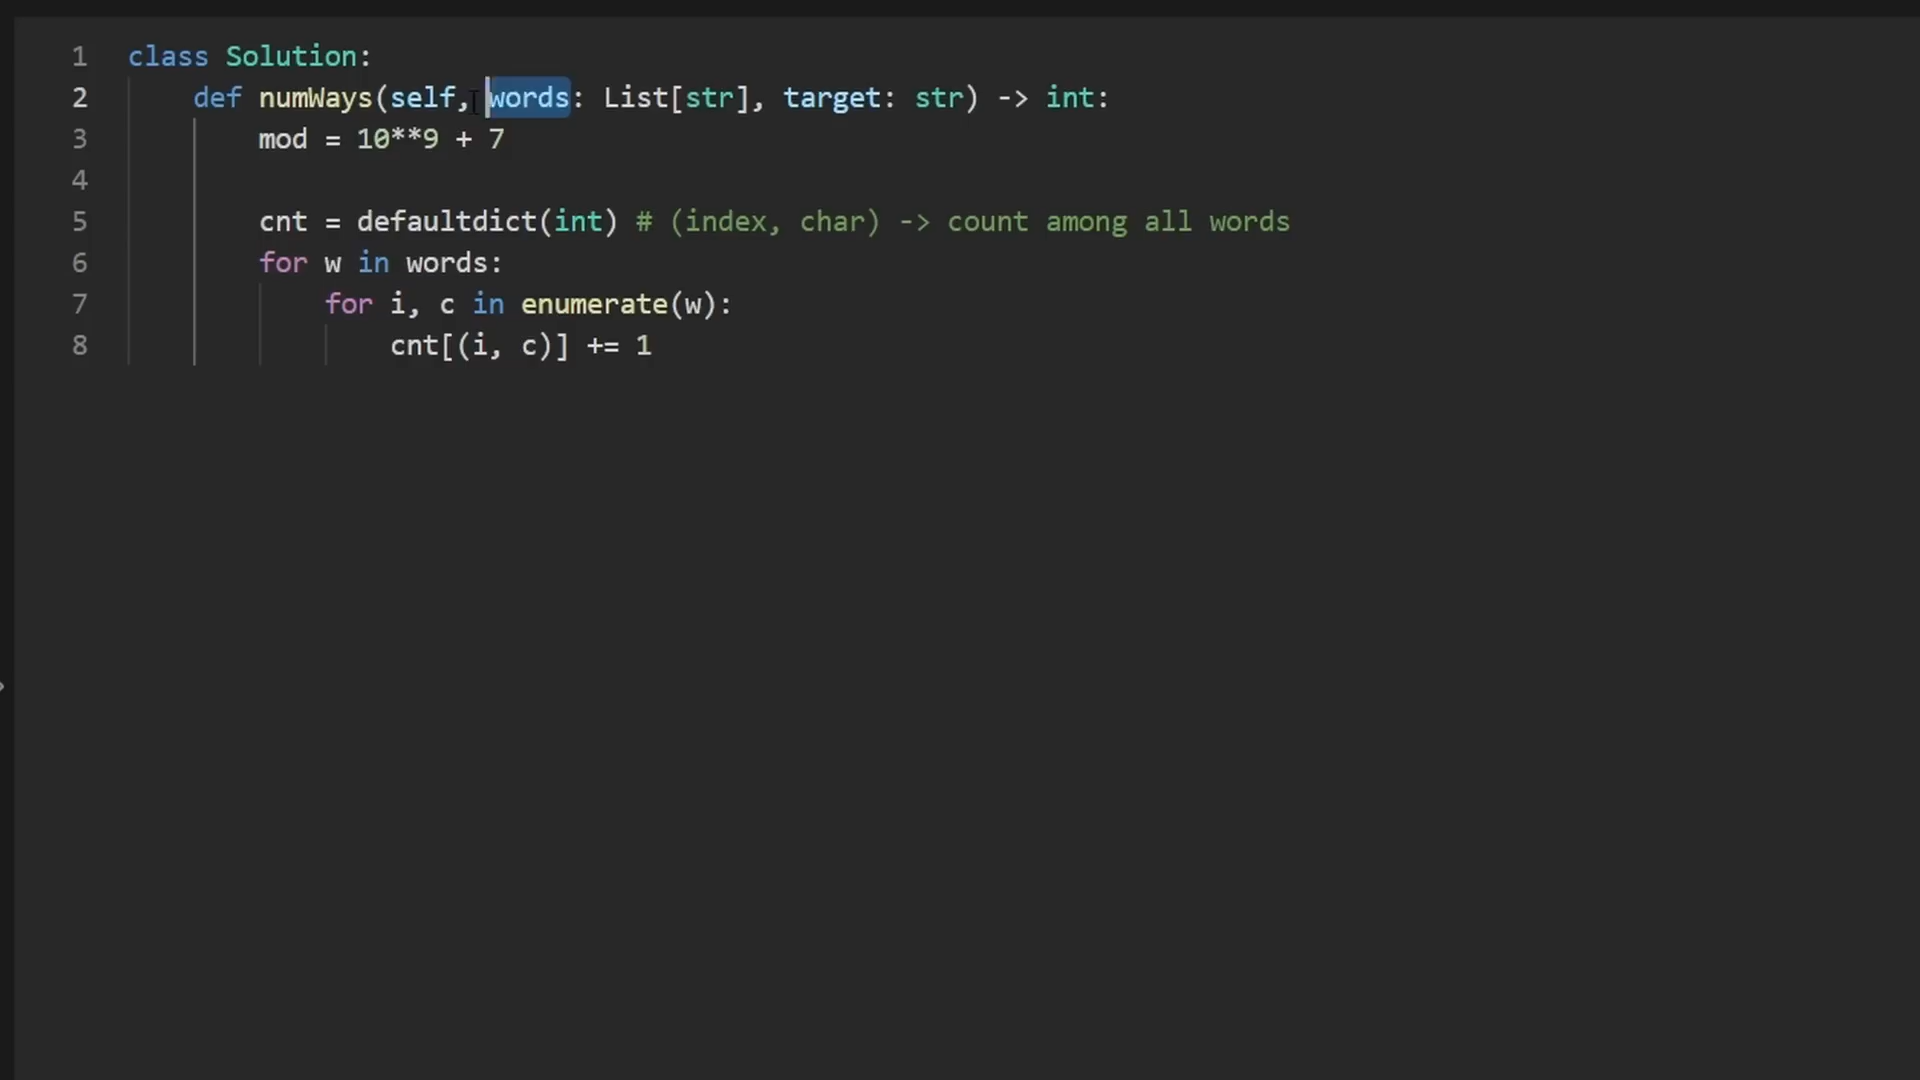 1 class Solution:
2 def numWays(self, words: List[str], target: str) -> int:
3 mod = 10**9 + 7
4
5 cnt = defaultdict(int) # (index, char) -> count among all words
6 for w in words:
7 for i, c in enumerate(w):
8 cnt[(i, c)] += 1